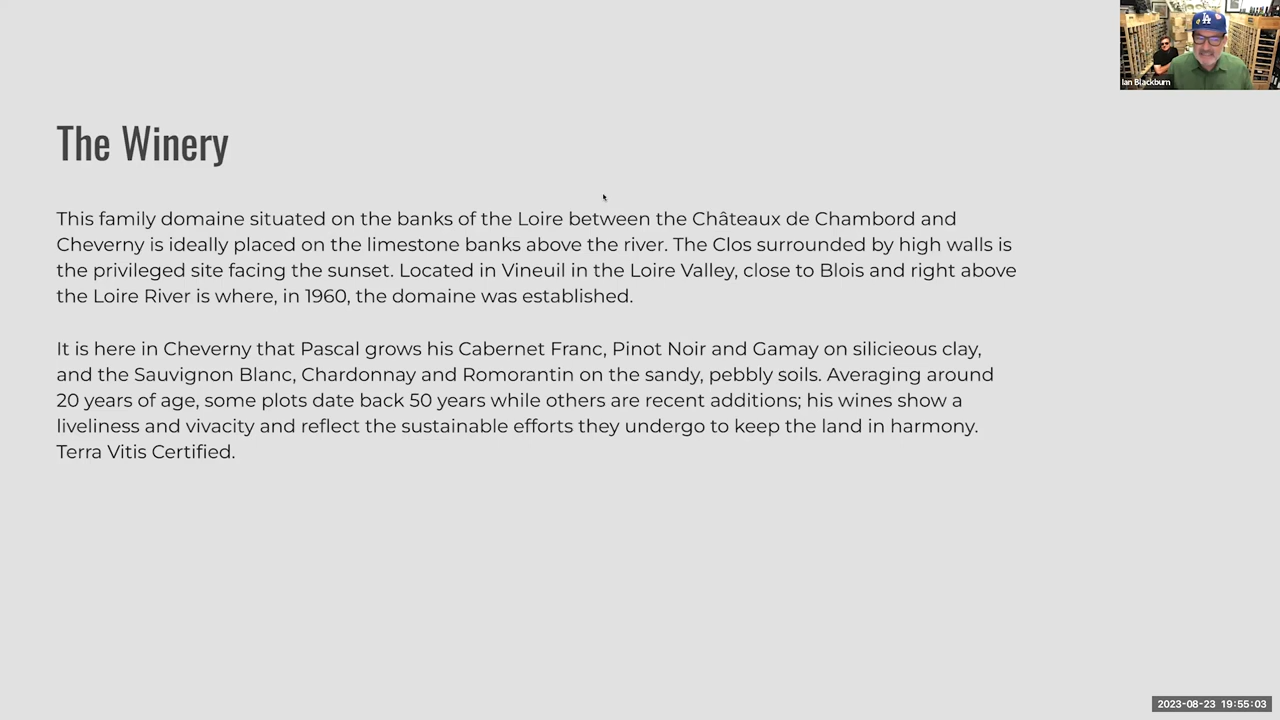 LA
Ian Blackburn
The Winery
This family domaine situated on the banks of the Loire between the Châteaux de Chambord and
Cheverny is ideally placed on the limestone banks above the river. The Clos surrounded by high walls is
the privileged site facing the sunset. Located in Vineuil in the Loire Valley, close to Blois and right above
the Loire River is where, in 1960, the domaine was established.
It is here in Cheverny that Pascal grows his Cabernet Franc, Pinot Noir and Gamay on silicieous clay,
and the Sauvignon Blanc, Chardonnay and Romorantin on the sandy, pebbly soils. Averaging around
20 years of age, some plots date back 50 years while others are recent additions; his wines show a
liveliness and vivacity and reflect the sustainable efforts they undergo to keep the land in harmony.
Terra Vitis Certified.
2023-08-23 19:55:03